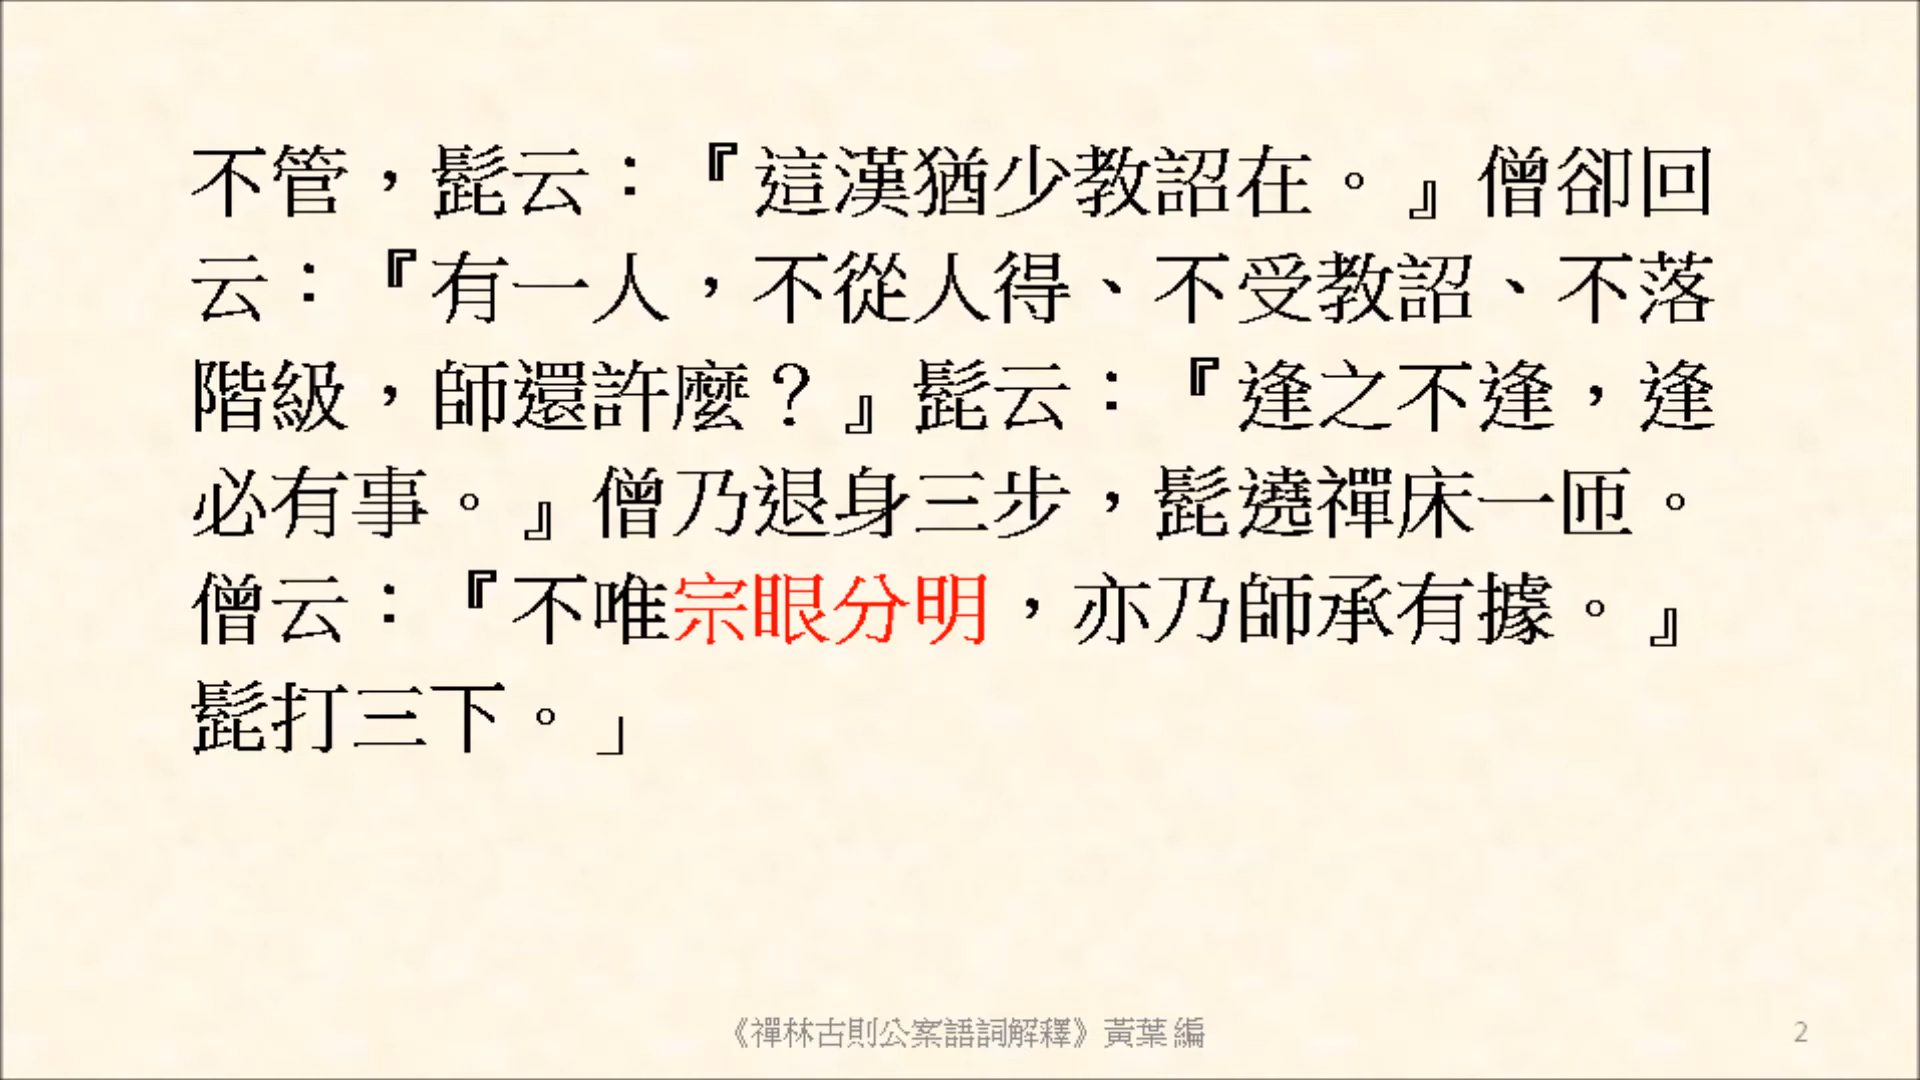 不管，髭云：『這漢猶少教詔在。』僧卻回
云：『有一人，不從人得、不受教詔、不落
階級，師還許麼？』髭云：『逢之不逢，逢
必有事。』僧乃退身三步，髭遶禪床一匝。
僧云：『不唯宗眼分明，亦乃師承有據。』
髭打三下。」
《禪林古則公案語詞解釋》黃葉 編
2